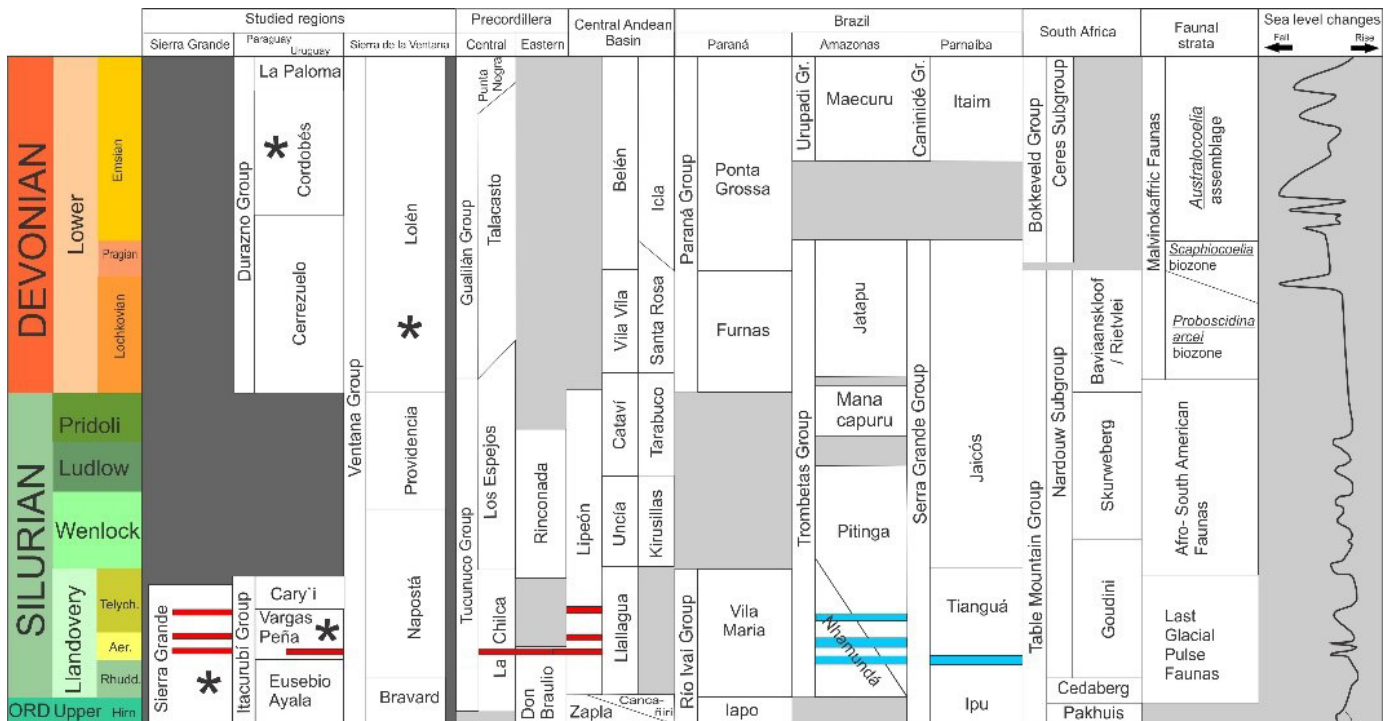 Studied regions
Precordillera
Central Andean
Basin
Brazil
South Africa
Faunal
strata
Sea level changes
Fall
Rise
Sierra Grande
Paraguay
Uruguay
Sierra de la Ventana
Central
Eastern
Paraná
Amazonas
Parnaíba
DEVONIAN
Lower
Emsian
Pragian
Lochkovian
SILURIAN
Pridoli
Ludlow
Wenlock
Llandovery
Telych.
Aer.
Rhudd.
ORD
Upper
Hirn
Sierra Grande
*
Durazno Group
La Paloma
*
Cordobés
Cerrezuelo
Itacurubí Group
Cary`i
Vargas
Peña
*
Eusebio
Ayala
Ventana Group
Lolén
*
Providencia
Napostá
Bravard
Gualilán Group
Punta
Negra
Talacasto
Tucunuco Group
Los Espejos
La Chilca
Rinconada
Don
Braulio
Lipeón
Zapla
Belén
Icla
Vila Vila
Santa Rosa
Cataví
Tarabuco
Uncía
Kirusillas
Llallagua
Canca-
ñiri
Paraná Group
Ponta
Grossa
Furnas
Río Ivaí Group
Vila
Maria
Iapo
Urupadi Gr.
Maecuru
Trombetas Group
Jatapu
Mana
capuru
Pitinga
Nhamundá
Caninidé Gr.
Itaim
Serra Grande Group
Jaicós
Tianguá
Ipu
Bokkeveld Group
Ceres Subgroup
Table Mountain Group
Nardouw Subgroup
Baviaanskloof
/ Rietvlei
Skurweberg
Goudini
Cedaberg
Pakhuis
Malvinokaffric Faunas
Australocoelia
assemblage
Scaphiocoelia
biozone
Proboscidina
arcei
biozone
Afro- South American
Faunas
Last
Glacial
Pulse
Faunas